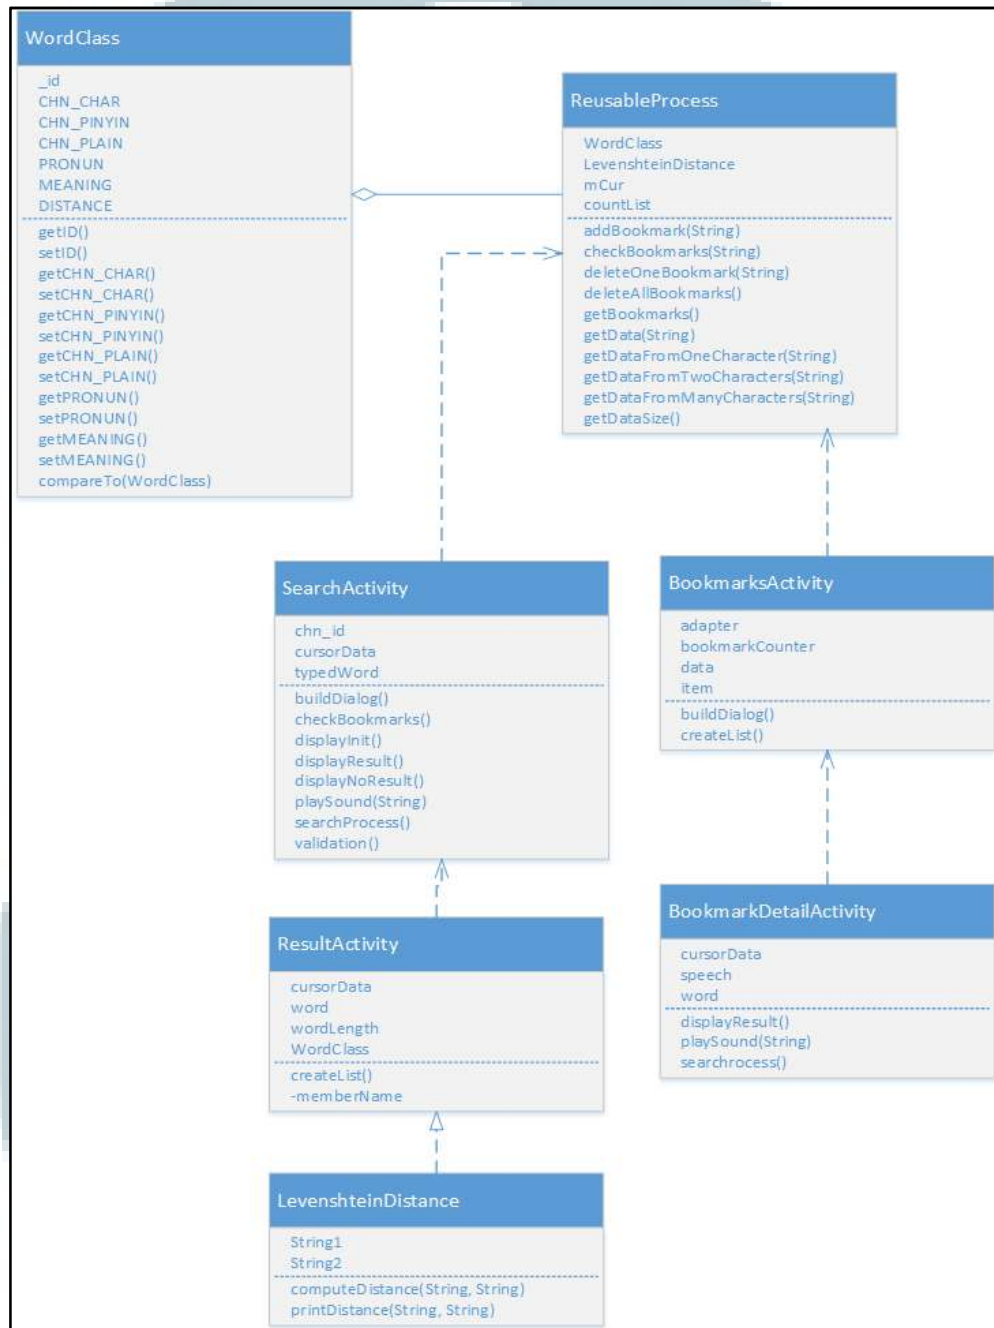 WordClass
_id
CHN_CHAR
CHN_PINYIN
CHN_PLAIN
PRONUN
MEANING
DISTANCE
getID()
setID()
getCHN_CHAR()
setCHN_CHAR()
getCHN_PINYIN()
setCHN_PINYIN()
getCHN_PLAIN()
setCHN_PLAIN()
getPRONUN()
setPRONUN()
getMEANING()
setMEANING()
compareTo(WordClass)
ReusableProcess
WordClass
LevenshteinDistance
mCur
countList
addBookmark(String)
checkBookmarks(String)
deleteOneBookmark(String)
deleteAllBookmarks()
getBookmarks()
getData(String)
getDataFromOneCharacter(String)
getDataFromTwoCharacters(String)
getDataFromManyCharacters(String)
getDataSize()
SearchActivity
chn_id
cursorData
typedWord
buildDialog()
checkBookmarks()
displayInit()
displayResult()
displayNoResult()
playSound(String)
searchProcess()
validation()
BookmarksActivity
adapter
bookmarkCounter
data
item
buildDialog()
createList()
ResultActivity
cursorData
word
wordLength
WordClass
createList()
-memberName
BookmarkDetailActivity
cursorData
speech
word
displayResult()
playSound(String)
searchrocess()
LevenshteinDistance
String1
String2
computeDistance(String, String)
printDistance(String, String)